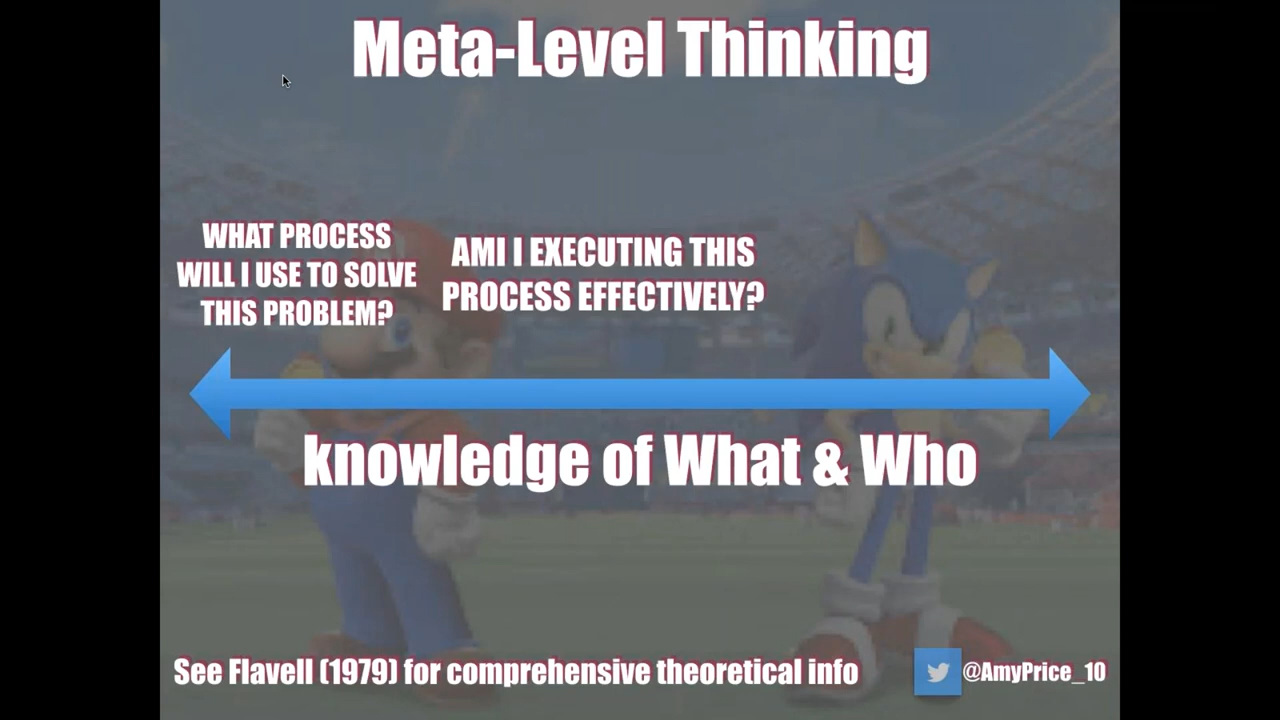 Meta-Level Thinking
WHAT PROCESS
WILL I USE TO SOLVE
THIS PROBLEM?
AMI I EXECUTING THIS
PROCESS EFFECTIVELY?
knowledge of What & Who
See Flavell (1979) for comprehensive theoretical info
@AmyPrice_10